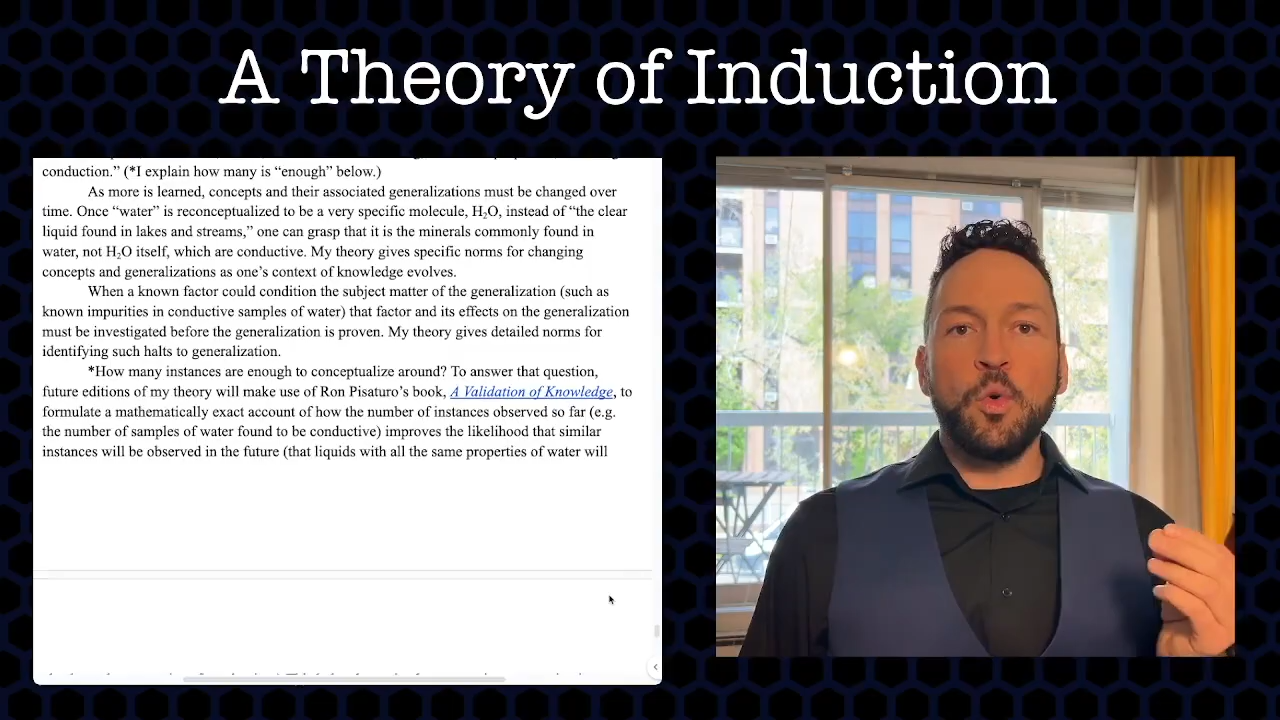 A Theory of Induction
conduction.” (*I explain how many is “enough” below.)
As more is learned, concepts and their associated generalizations must be changed over
time. Once “water” is reconceptualized to be a very specific molecule, H₂O, instead of “the clear
liquid found in lakes and streams,” one can grasp that it is the minerals commonly found in
water, not H₂O itself, which are conductive. My theory gives specific norms for changing
concepts and generalizations as one’s context of knowledge evolves.
When a known factor could condition the subject matter of the generalization (such as
known impurities in conductive samples of water) that factor and its effects on the generalization
must be investigated before the generalization is proven. My theory gives detailed norms for
identifying such halts to generalization.
*How many instances are enough to conceptualize around? To answer that question,
future editions of my theory will make use of Ron Pisaturo’s book, A Validation of Knowledge, to
formulate a mathematically exact account of how the number of instances observed so far (e.g.
the number of samples of water found to be conductive) improves the likelihood that similar
instances will be observed in the future (that liquids with all the same properties of water will